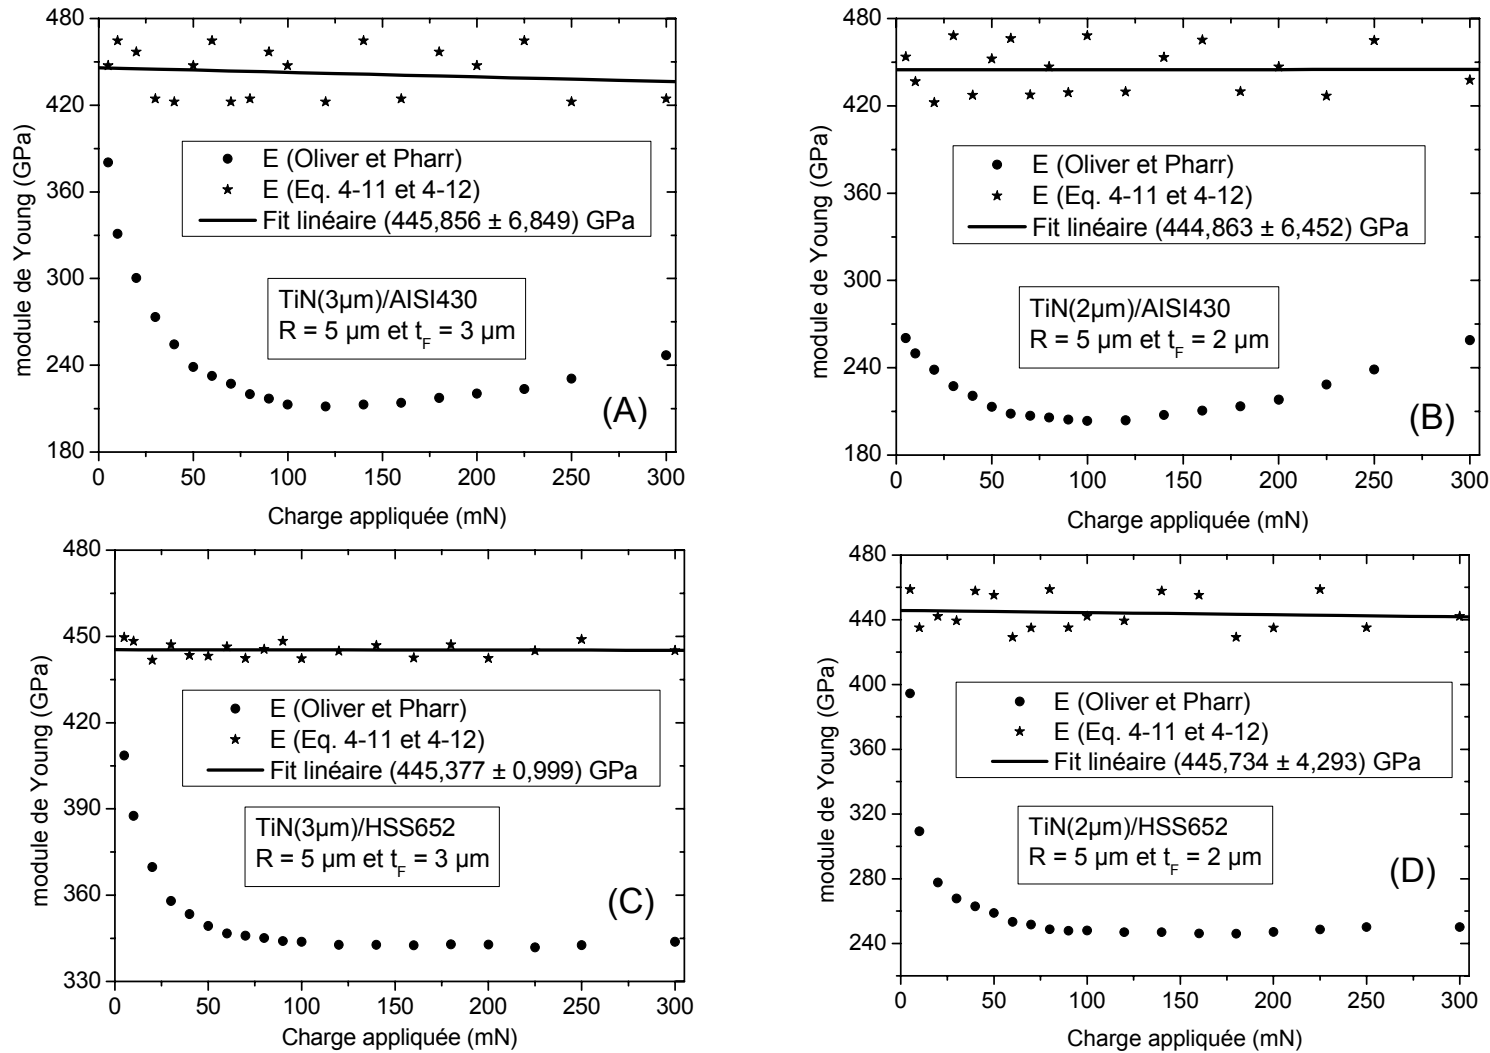 480
420
360
300
240
180
module de Young (GPa)
E (Oliver et Pharr)
E (Eq. 4-11 et 4-12)
Fit linéaire (445,856 ± 6,849) GPa
TiN(3µm)/AISI430
R = 5 µm et t_F = 3 µm
(A)
0 50 100 150 200 250 300
Charge appliquée (mN)
480
420
360
300
240
180
module de Young (GPa)
E (Oliver et Pharr)
E (Eq. 4-11 et 4-12)
Fit linéaire (444,863 ± 6,452) GPa
TiN(2µm)/AISI430
R = 5 µm et t_F = 2 µm
(B)
0 50 100 150 200 250 300
Charge appliquée (mN)
480
450
420
390
360
330
module de Young (GPa)
E (Oliver et Pharr)
E (Eq. 4-11 et 4-12)
Fit linéaire (445,377 ± 0,999) GPa
TiN(3µm)/HSS652
R = 5 µm et t_F = 3 µm
(C)
0 50 100 150 200 250 300
Charge appliquée (mN)
480
440
400
360
320
280
240
module de Young (GPa)
E (Oliver et Pharr)
E (Eq. 4-11 et 4-12)
Fit linéaire (445,734 ± 4,293) GPa
TiN(2µm)/HSS652
R = 5 µm et t_F = 2 µm
(D)
0 50 100 150 200 250 300
Charge appliquée (mN)